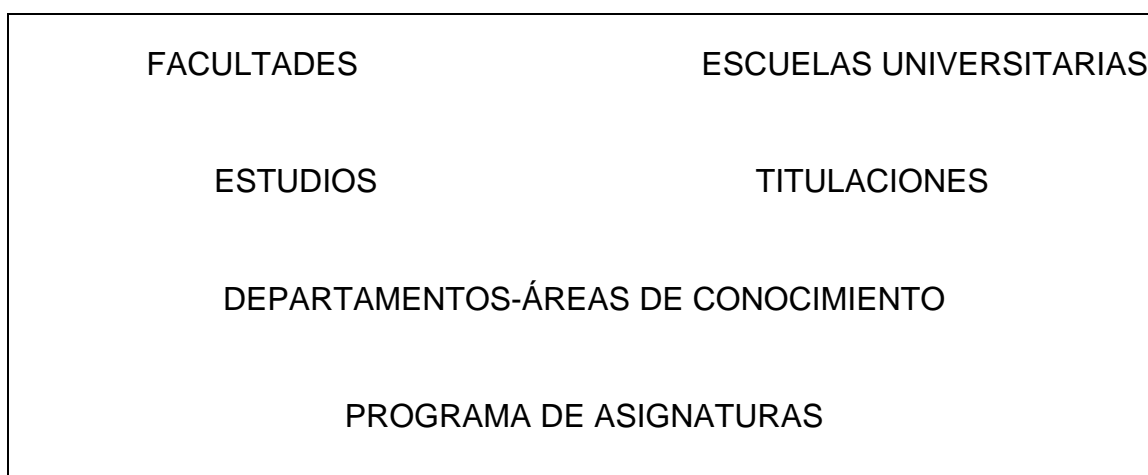 FACULTADES ESCUELAS UNIVERSITARIAS
ESTUDIOS TITULACIONES
DEPARTAMENTOS-ÁREAS DE CONOCIMIENTO
PROGRAMA DE ASIGNATURAS